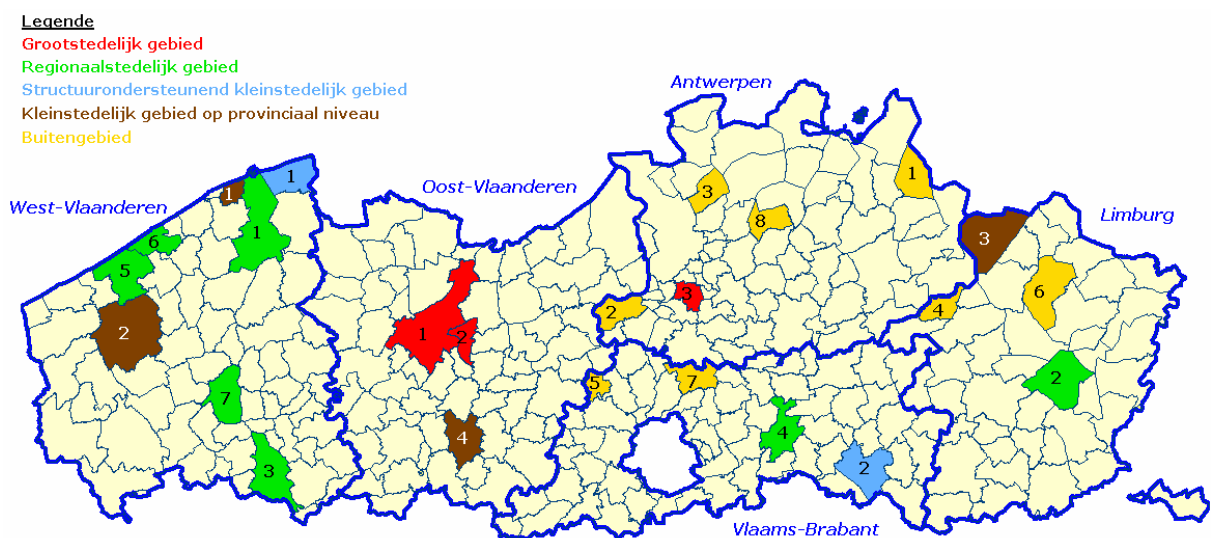 Legende
Grootstedelijk gebied
Regionaalstedelijk gebied
Structuurondersteunend kleinstedelijk gebied
Kleinstedelijk gebied op provinciaal niveau
Buitengebied
Antwerpen
Oost-Vlaanderen
West-Vlaanderen
Limburg
Vlaams-Brabant
1
1
1
3
1
8
3
6
5
1
6
2
3
2
4
1
2
5
7
2
7
4
4
3
2